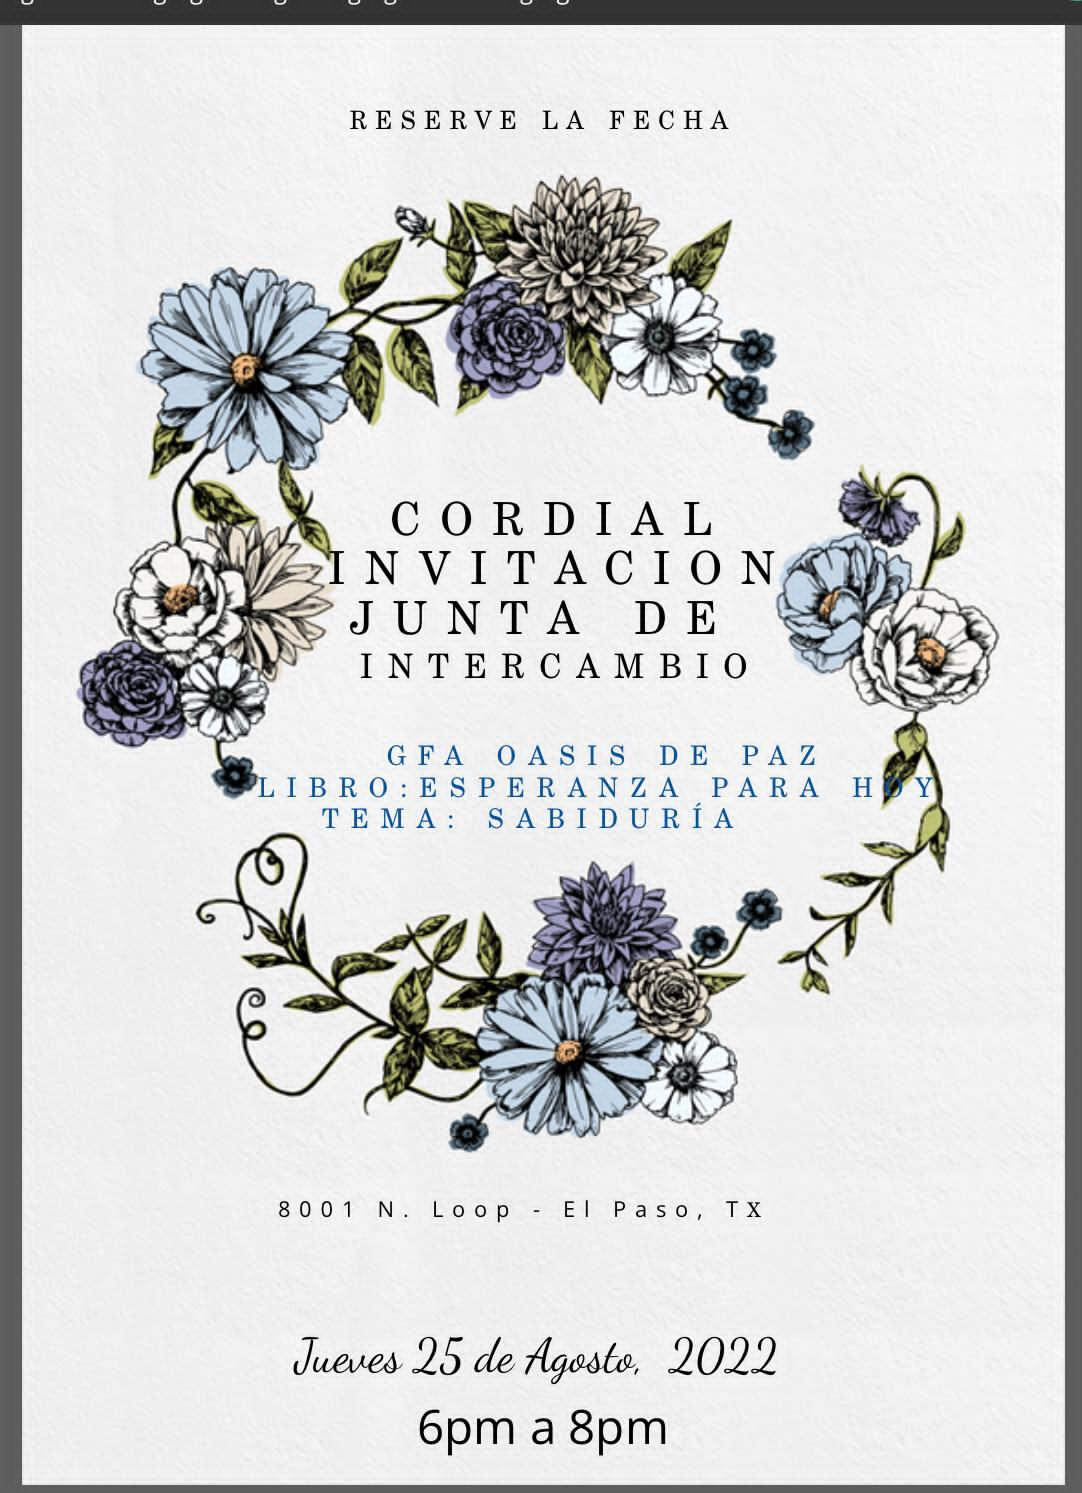 RESERVE LA FECHA
CORDIAL
INVITACION
JUNTA DE
INTERCAMBIO
GFA OASIS DE PAZ
LIBRO:ESPERANZA PARA HOY
TEMA: SABIDURÍA
8001 N. Loop - El Paso, TX
Jueves 25 de Agosto, 2022
6pm a 8pm